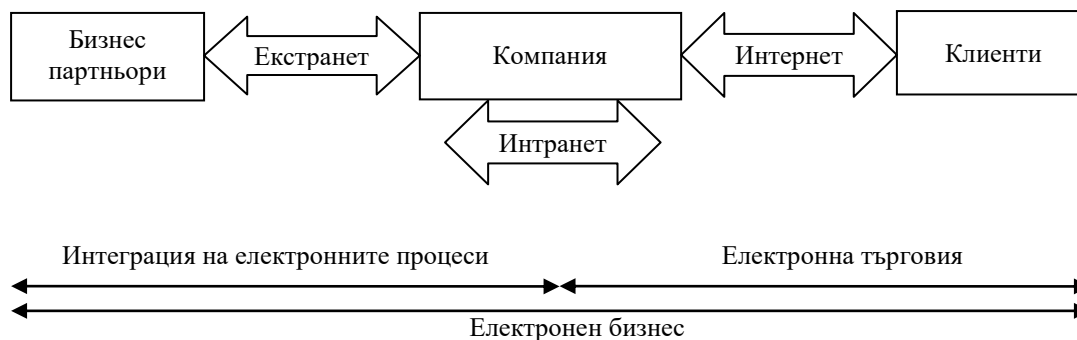 Бизнес
партньори
Екстранет
Компания
Интернет
Клиенти
Интранет
Интеграция на електронните процеси
Електронна търговия
Електронен бизнес